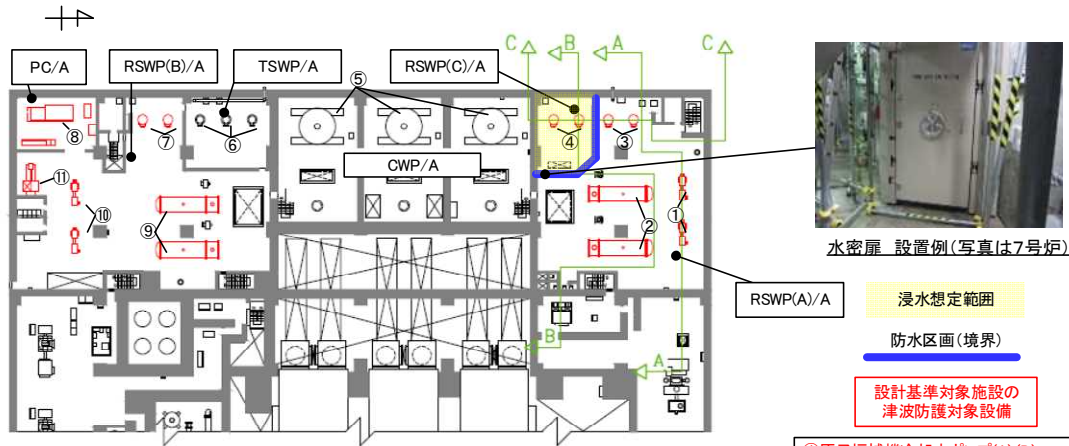 C
B
A
C
PC/A
RSWP(B)/A
TSWP/A
RSWP(C)/A
⑤
⑧
⑦
⑥
④
③
CWP/A
⑪
⑩
⑨
②
①
水密扉 設置例(写真は7号炉)
RSWP(A)/A
浸水想定範囲
防水区画(境界)
B
A
設計基準対象施設の
津波防護対象設備